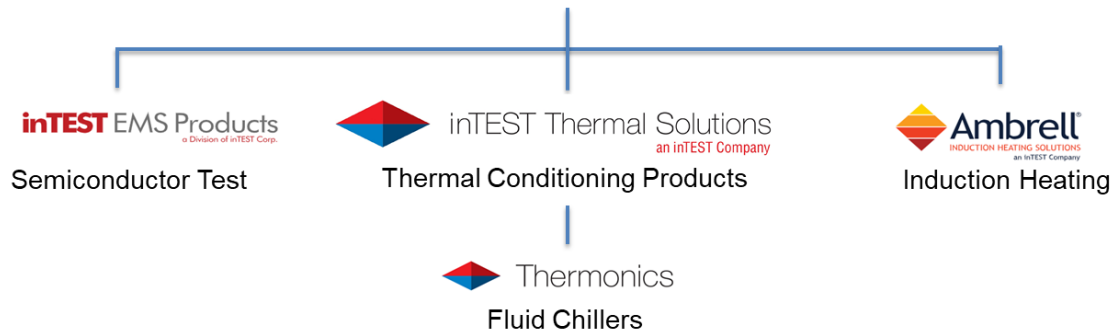 inTEST EMS Products
a Division of inTEST Corp.
Semiconductor Test
inTEST Thermal Solutions
an inTEST Company
Thermal Conditioning Products
Ambrell®
INDUCTION HEATING SOLUTIONS
an inTEST Company
Induction Heating
Thermonics
Fluid Chillers